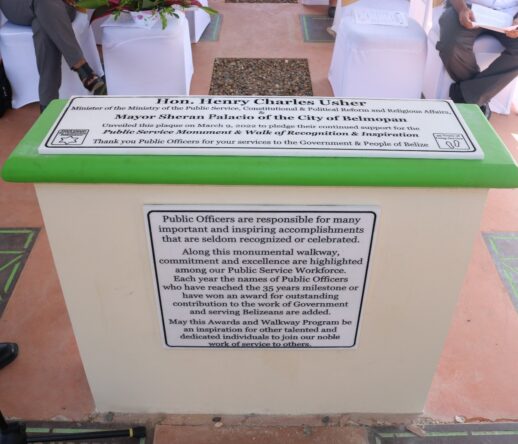 Hon. Henry Charles Usher
Minister of the Ministry of the Public Service, Constitutional & Political Reform and Religious Affairs,
&
Mayor Sheran Palacio of the City of Belmopan
Unveiled this plaque on March 2, 2022 to pledge their continued support for the
Public Service Monument & Walk of Recognition & Inspiration
Thank you Public Officers for your services to the Government & People of Belize
Public Officers are responsible for many
important and inspiring accomplishments
that are seldom recognized or celebrated.
Along this monumental walkway,
commitment and excellence are highlighted
among our Public Service Workforce.
Each year the names of Public Officers
who have reached the 35 years milestone or
have won an award for outstanding
contribution to the work of Government
and serving Belizeans are added.
May this Awards and Walkway Program be
an inspiration for other talented and
dedicated individuals to join our noble
work of service to others.